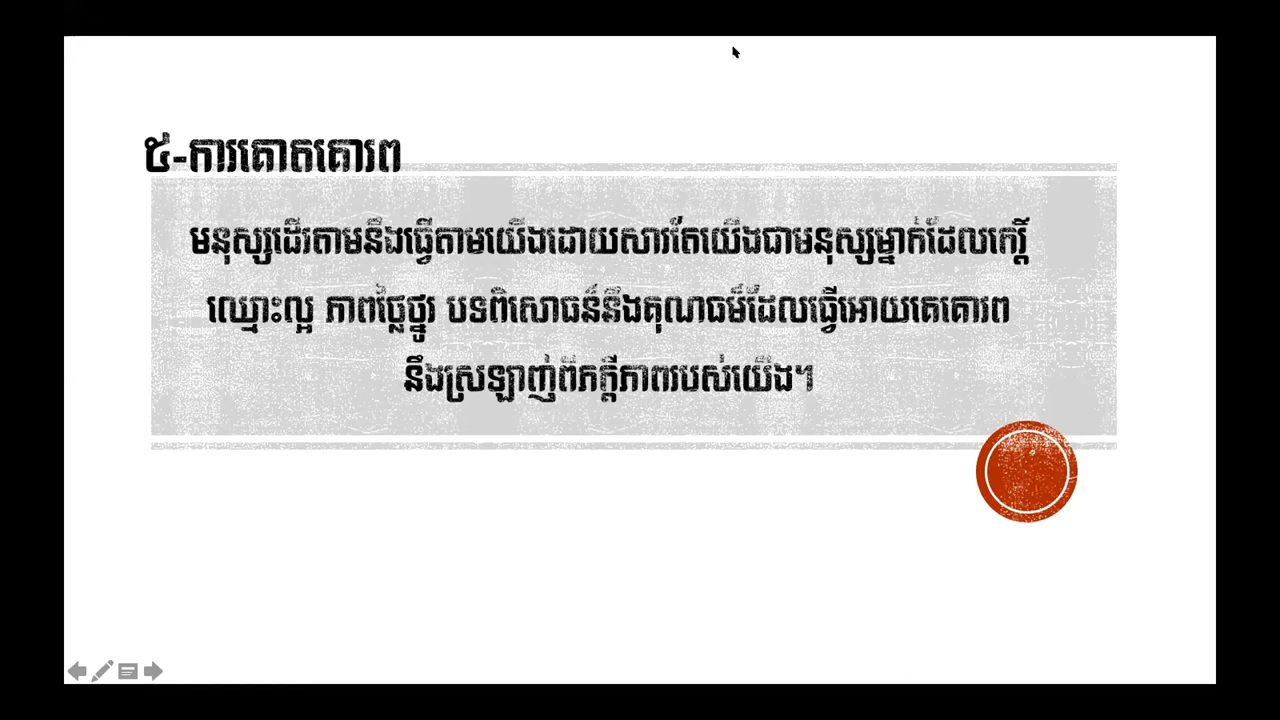 ៥-ការគោតគោរព
មនុស្សដើរតាមនឹងធ្វើតាមយើងដោយសារតែយើងជាមនុស្សម្នាក់ដែលកេរ្តិ៍
ឈ្មោះល្អ ភាពថ្លៃថ្នូរ បទពិសោធន៍នឹងគុណធម៌ដែលធ្វើអោយគេគោរព
នឹងស្រឡាញ់ពីភក្តីភាពរបស់យើង។